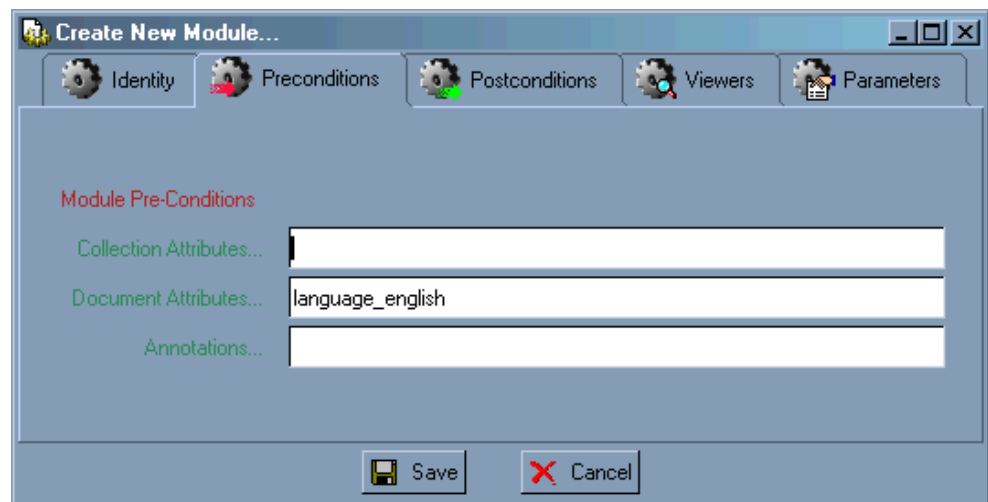 Create New Module...
Identity Preconditions Postconditions Viewers Parameters
Module Pre-Conditions
Collection Attributes...
Document Attributes... language_english
Annotations...
Save Cancel